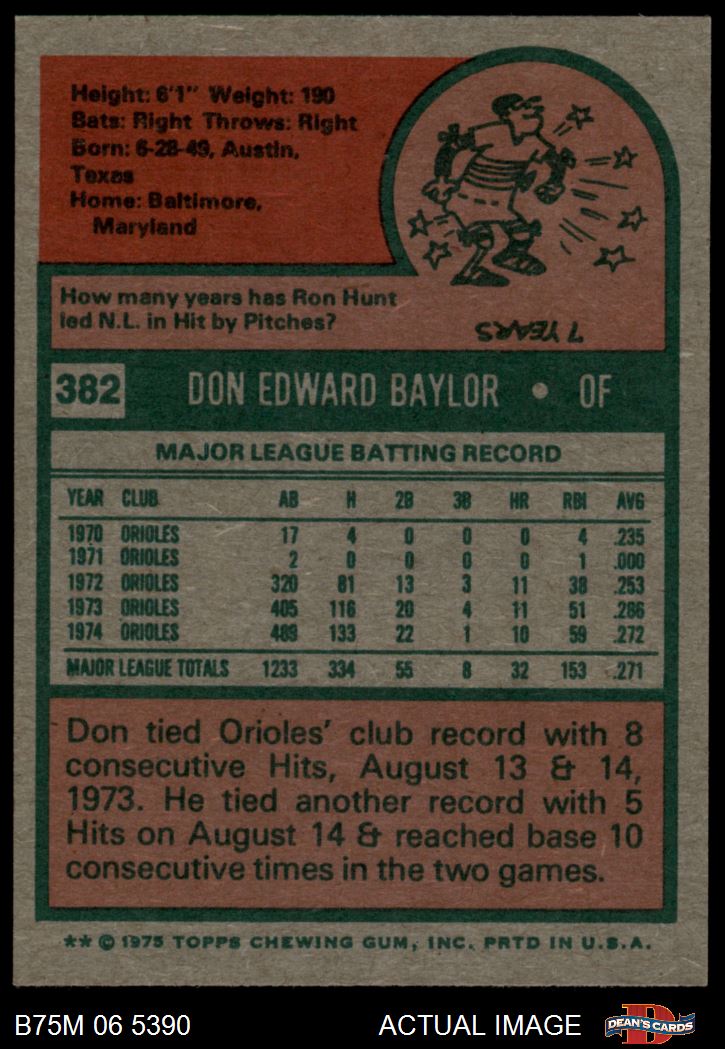 Height: 6'1" Weight: 190
Bats: Right Throws: Right
Born: 6-28-49, Austin,
Texas
Home: Baltimore,
Maryland
How many years has Ron Hunt
led N.L. in Hit by Pitches?
7 YEARS
382 DON EDWARD BAYLOR • OF
MAJOR LEAGUE BATTING RECORD
YEAR CLUB AB H 2B 3B HR RBI AVG
1970 ORIOLES 17 4 0 0 0 4 .235
1971 ORIOLES 2 0 0 0 0 1 .000
1972 ORIOLES 320 81 13 3 11 38 .253
1973 ORIOLES 405 116 20 4 11 51 .286
1974 ORIOLES 489 133 22 1 10 59 .272
MAJOR LEAGUE TOTALS 1233 334 55 8 32 153 .271
Don tied Orioles' club record with 8
consecutive Hits, August 13 & 14,
1973. He tied another record with 5
Hits on August 14 & reached base 10
consecutive times in the two games.
** © 1975 TOPPS CHEWING GUM, INC. PRTD IN U.S.A.
B75M 06 5390 ACTUAL IMAGE
D
DEAN'S CARDS